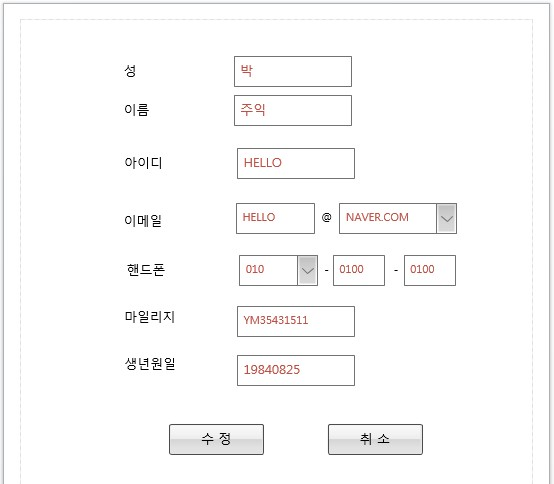 성 박
이름 주익
아이디 HELLO
이메일 HELLO @ NAVER.COM
핸드폰 010 - 0100 - 0100
마일리지 YM35431511
생년원일 19840825
수 정 취 소